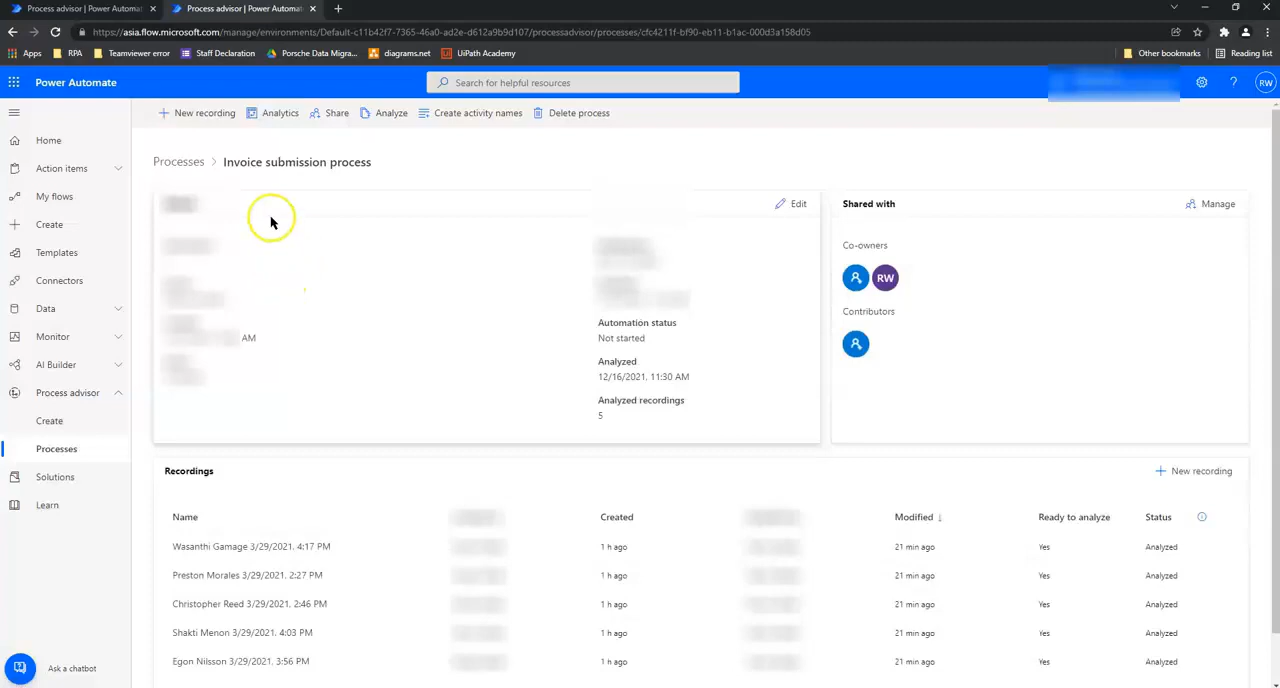 Process advisor | Power Automa
Process advisor | Power Automat
https://asia.flow.microsoft.com/manage/environments/Default-c11b42f7-7365-46a0-ad2e-d612a9b9d107/processadvisor/processes/cfc4211f-bf90-eb11-b1ac-000d3a158d05
Apps RPA Teamviewer error Staff Declaration Porsche Data Migra... diagrams.net UiPath Academy Other bookmarks Reading list
Power Automate
Search for helpful resources
? RW
New recording Analytics Share Analyze Create activity names Delete process
Home
Action items
My flows
Create
Templates
Connectors
Data
Monitor
AI Builder
Process advisor
Create
Processes
Solutions
Learn
Ask a chatbot
Processes > Invoice submission process
Edit
AM
Automation status
Not started
Analyzed
12/16/2021, 11:30 AM
Analyzed recordings
5
Shared with
Manage
Co-owners
RW
Contributors
Recordings
New recording
Name Created Modified ↓ Ready to analyze Status
Wasanthi Gamage 3/29/2021, 4:17 PM 1 h ago 21 min ago Yes Analyzed
Preston Morales 3/29/2021, 2:27 PM 1 h ago 21 min ago Yes Analyzed
Christopher Reed 3/29/2021, 2:46 PM 1 h ago 21 min ago Yes Analyzed
Shakti Menon 3/29/2021, 4:03 PM 1 h ago 21 min ago Yes Analyzed
Egon Nilsson 3/29/2021, 3:56 PM 1 h ago 21 min ago Yes Analyzed